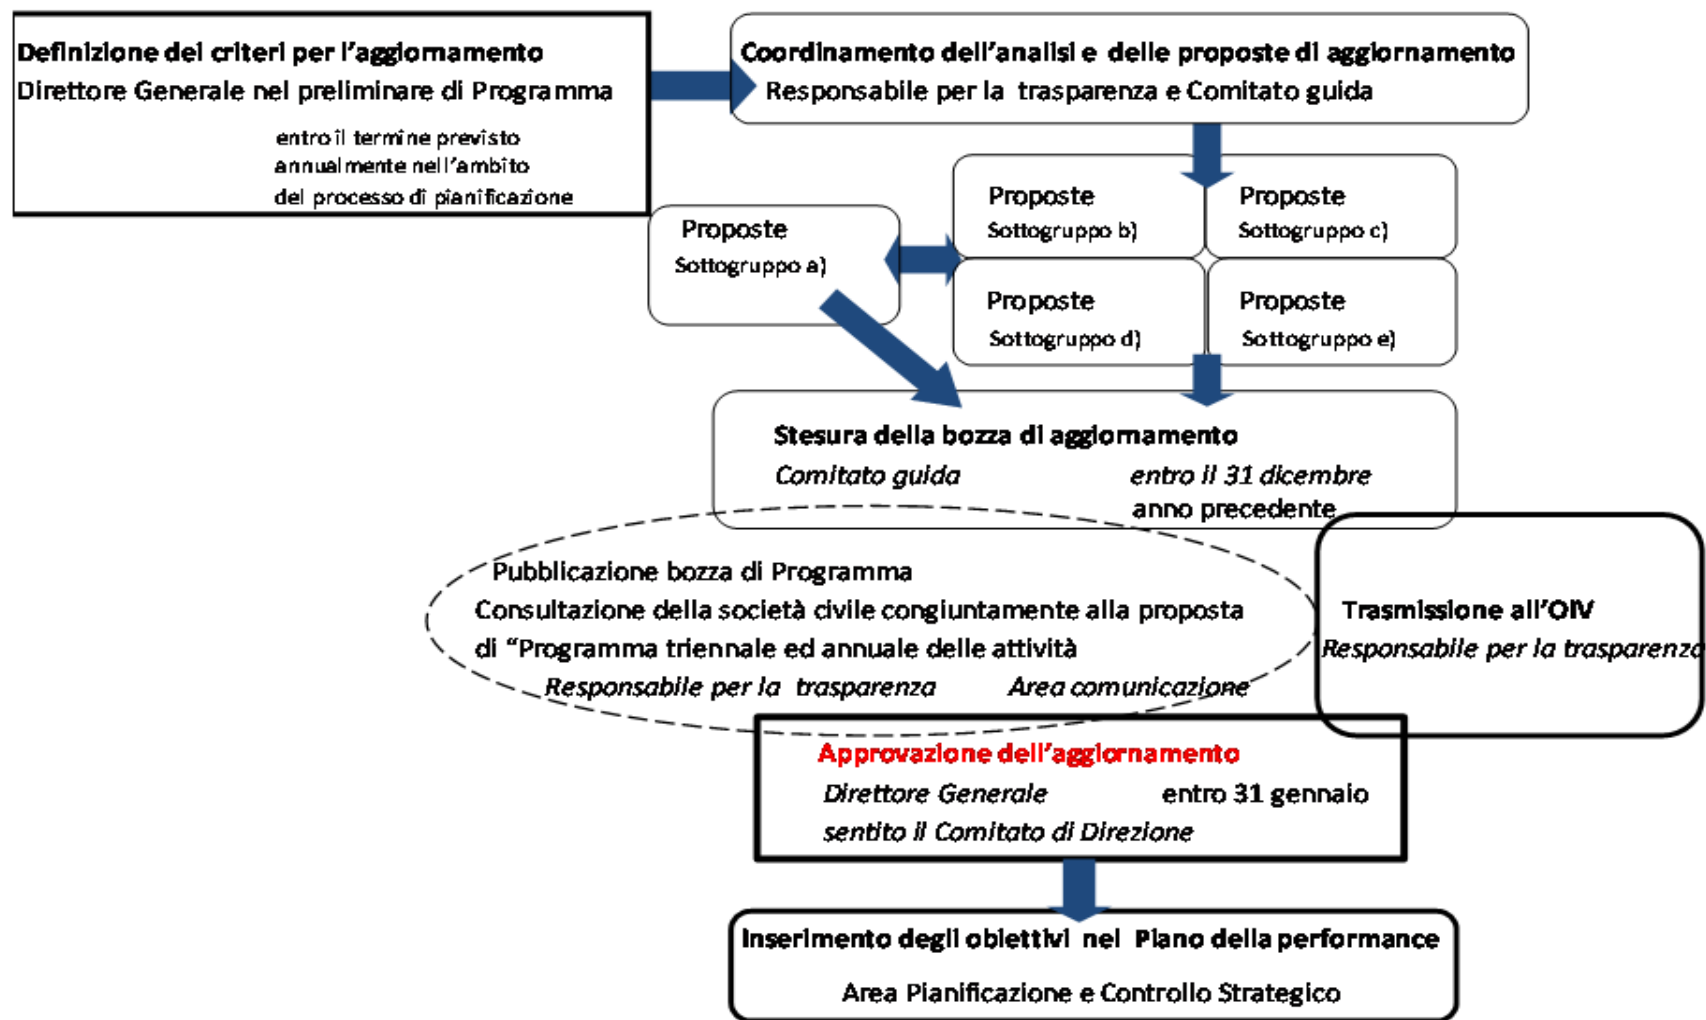 Definizione dei criteri per l'aggiornamento
Direttore Generale nel preliminare di Programma
entro il termine previsto
annualmente nell'ambito
del processo di pianificazione
Coordinamento dell'analisi e delle proposte di aggiornamento
Responsabile per la trasparenza e Comitato guida
Proposte
Sottogruppo a)
Proposte
Sottogruppo b)
Proposte
Sottogruppo c)
Proposte
Sottogruppo d)
Proposte
Sottogruppo e)
Stesura della bozza di aggiornamento
Comitato guida entro il 31 dicembre
anno precedente
Pubblicazione bozza di Programma
Consultazione della società civile congiuntamente alla proposta
di "Programma triennale ed annuale delle attività
Responsabile per la trasparenza Area comunicazione
Trasmissione all'OIV
Responsabile per la trasparenza
Approvazione dell'aggiornamento
Direttore Generale entro 31 gennaio
sentito il Comitato di Direzione
Inserimento degli obiettivi nel Piano della performance
Area Pianificazione e Controllo Strategico